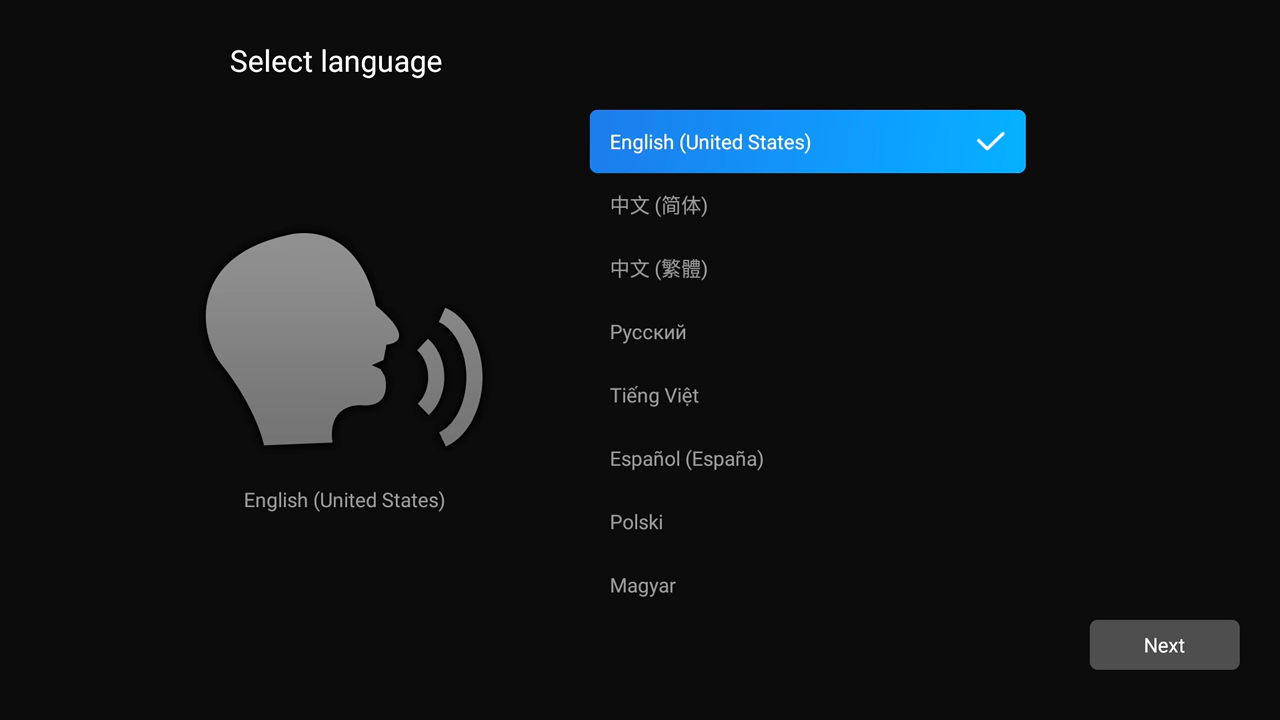 Select language
English (United States)
中文 (简体)
中文 (繁體)
Русский
Tiếng Việt
Español (España)
Polski
Magyar
English (United States)
Next